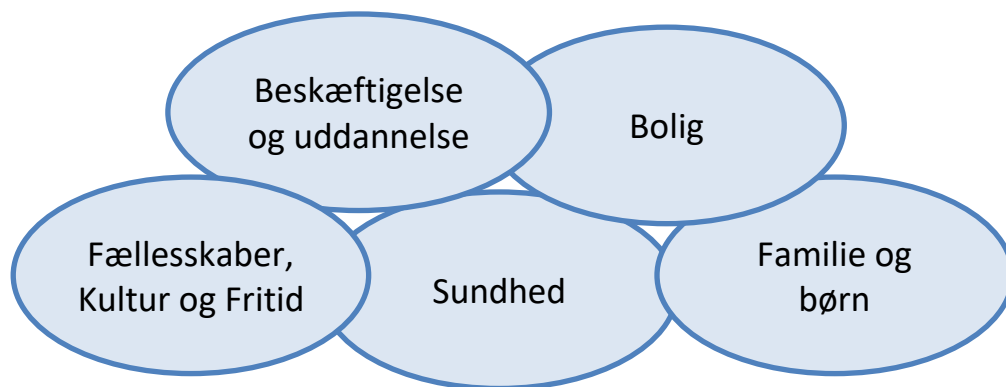 Beskæftigelse
og uddannelse
Bolig
Fællesskaber,
Kultur og Fritid
Sundhed
Familie og
børn